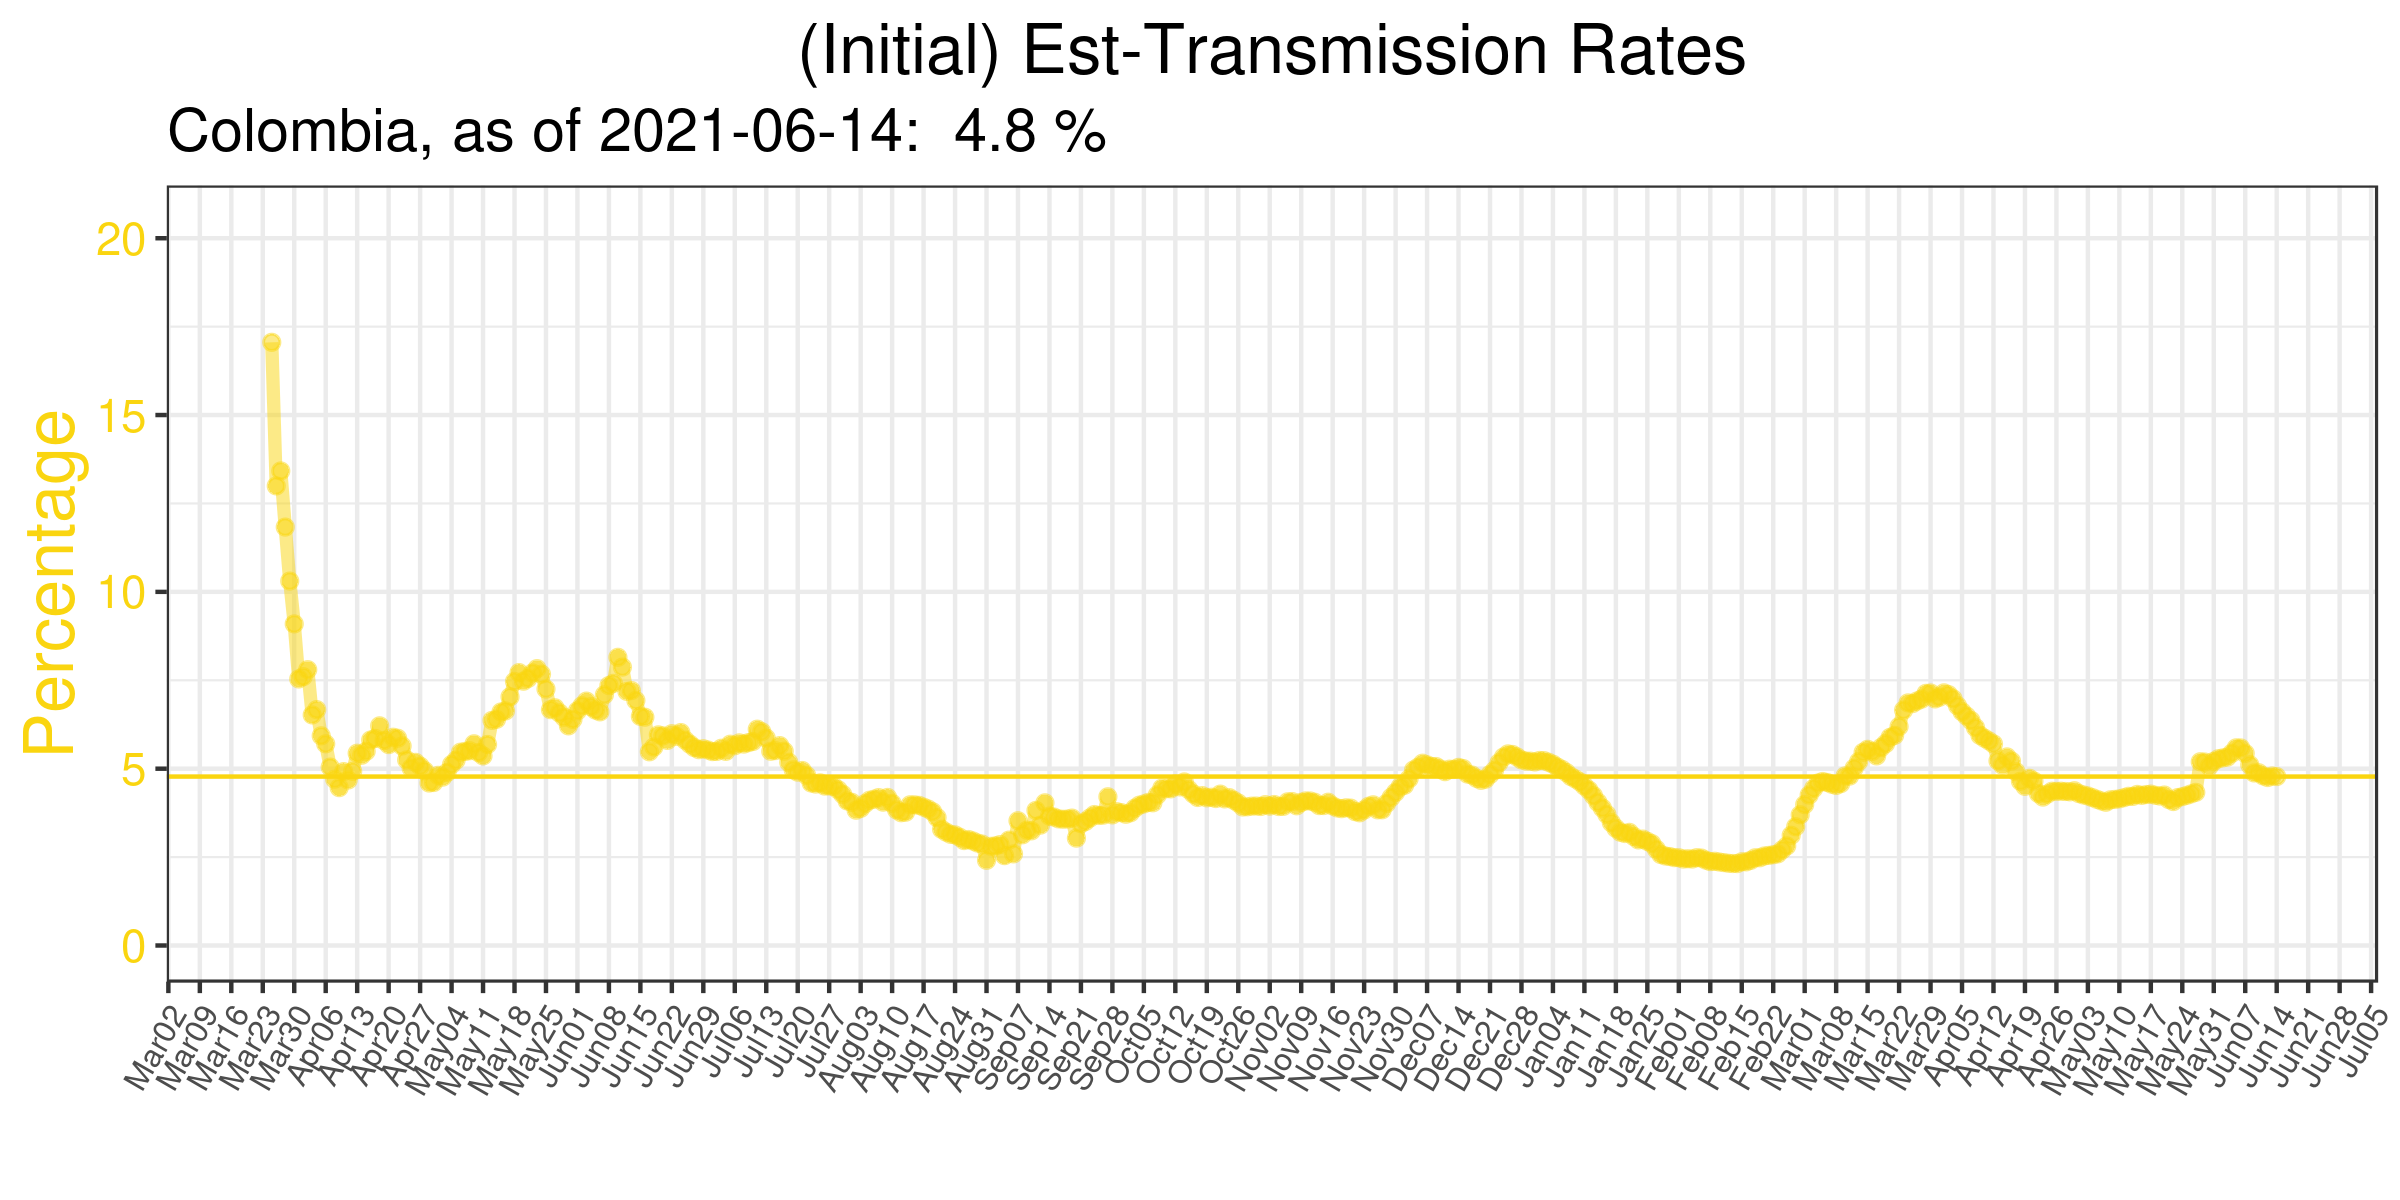 (Initial) Est-Transmission Rates
Colombia, as of 2021-06-14:  4.8 %
Percentage
20
15
10
5
0
Mar02
Mar09
Mar16
Mar23
Mar30
Apr06
Apr13
Apr20
Apr27
May04
May11
May18
May25
Jun01
Jun08
Jun15
Jun22
Jun29
Jul06
Jul13
Jul20
Jul27
Aug03
Aug10
Aug17
Aug24
Aug31
Sep07
Sep14
Sep21
Sep28
Oct05
Oct12
Oct19
Oct26
Nov02
Nov09
Nov16
Nov23
Nov30
Dec07
Dec14
Dec21
Dec28
Jan04
Jan11
Jan18
Jan25
Feb01
Feb08
Feb15
Feb22
Mar01
Mar08
Mar15
Mar22
Mar29
Apr05
Apr12
Apr19
Apr26
May03
May10
May17
May24
May31
Jun07
Jun14
Jun21
Jun28
Jul05